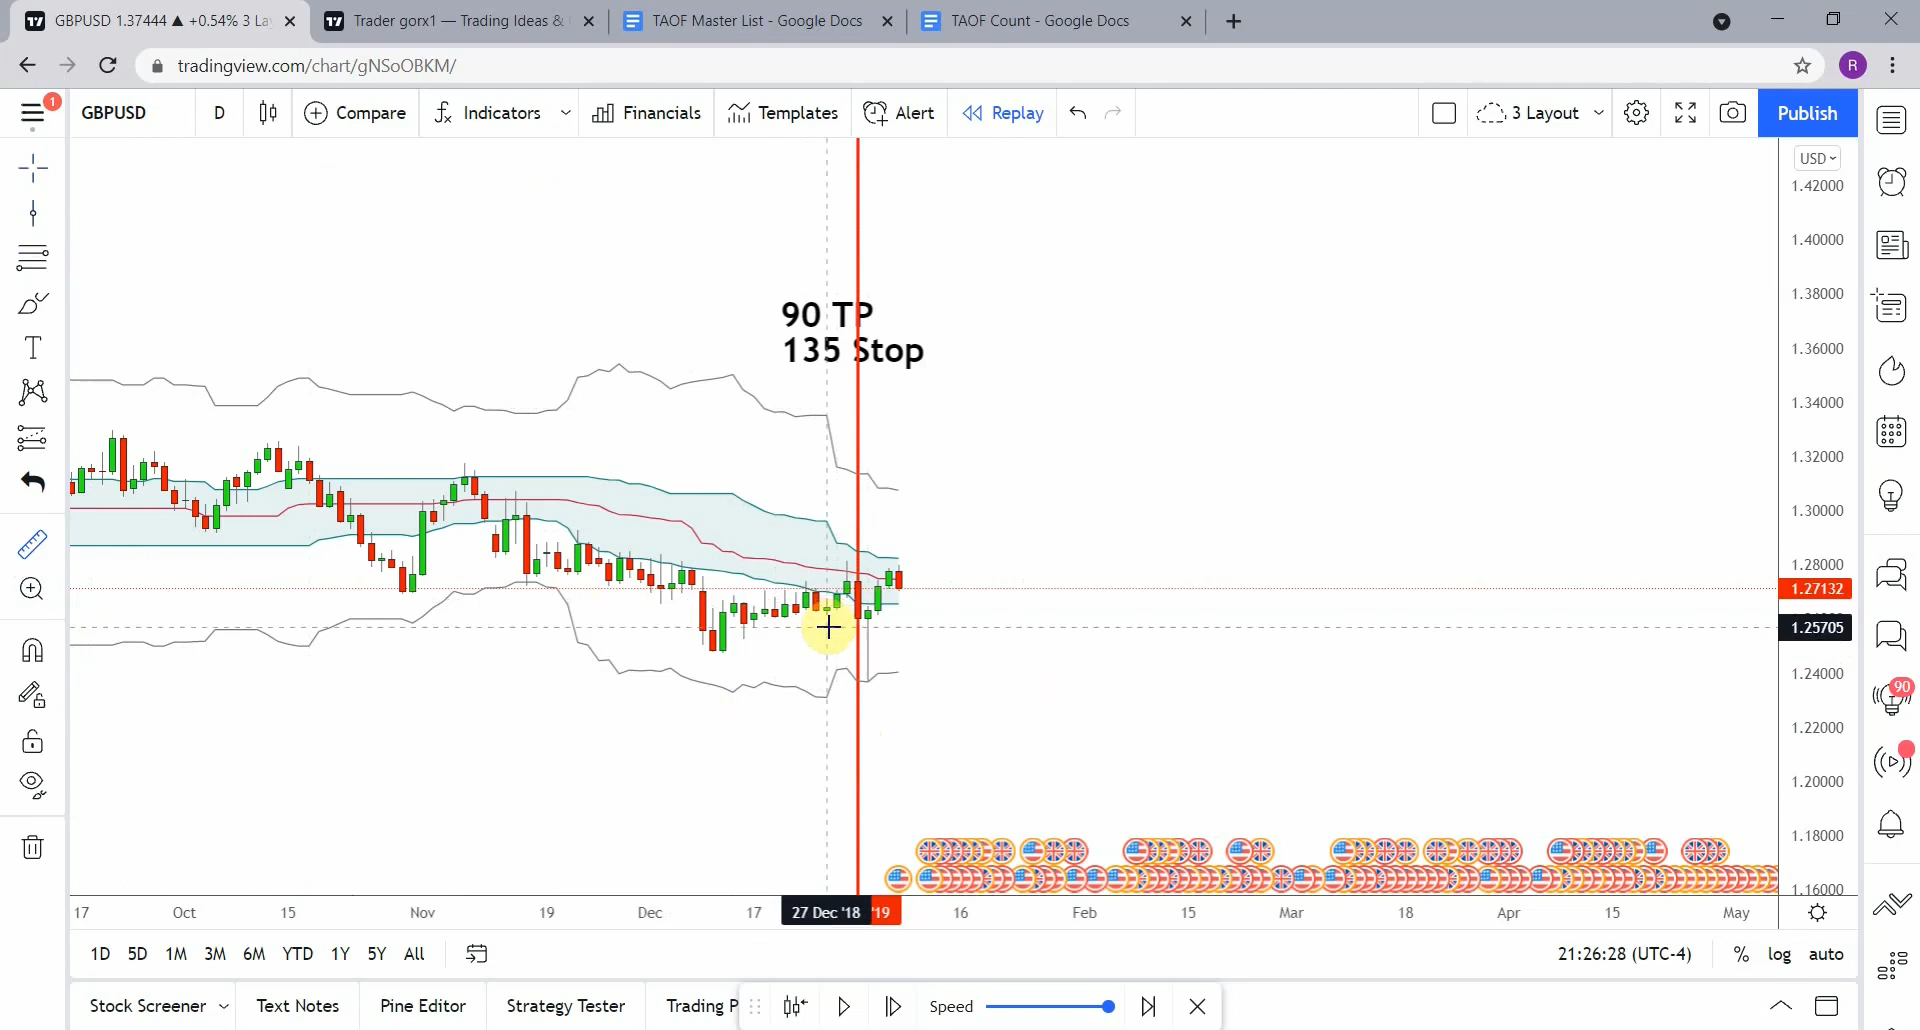 GBPUSD 1.37444 ▲ +0.54% 3 La
Trader gorx1 — Trading Ideas &
TAOF Master List - Google Docs
TAOF Count - Google Docs
tradingview.com/chart/gNSoOBKM/
R
1
GBPUSD
D
Compare
Indicators
Financials
Templates
Alert
Replay
3 Layout
Publish
USD
1.42000
1.40000
1.38000
90 TP
135 Stop
1.36000
1.34000
1.32000
1.30000
1.28000
1.27132
1.25705
1.24000
1.22000
1.20000
1.18000
1.16000
90
17 Oct 15 Nov 19 Dec 17 27 Dec '18 '19 16 Feb 15 Mar 18 Apr 15 May
1D 5D 1M 3M 6M YTD 1Y 5Y All
21:26:28 (UTC-4) % log auto
Stock Screener Text Notes Pine Editor Strategy Tester Trading P
Speed